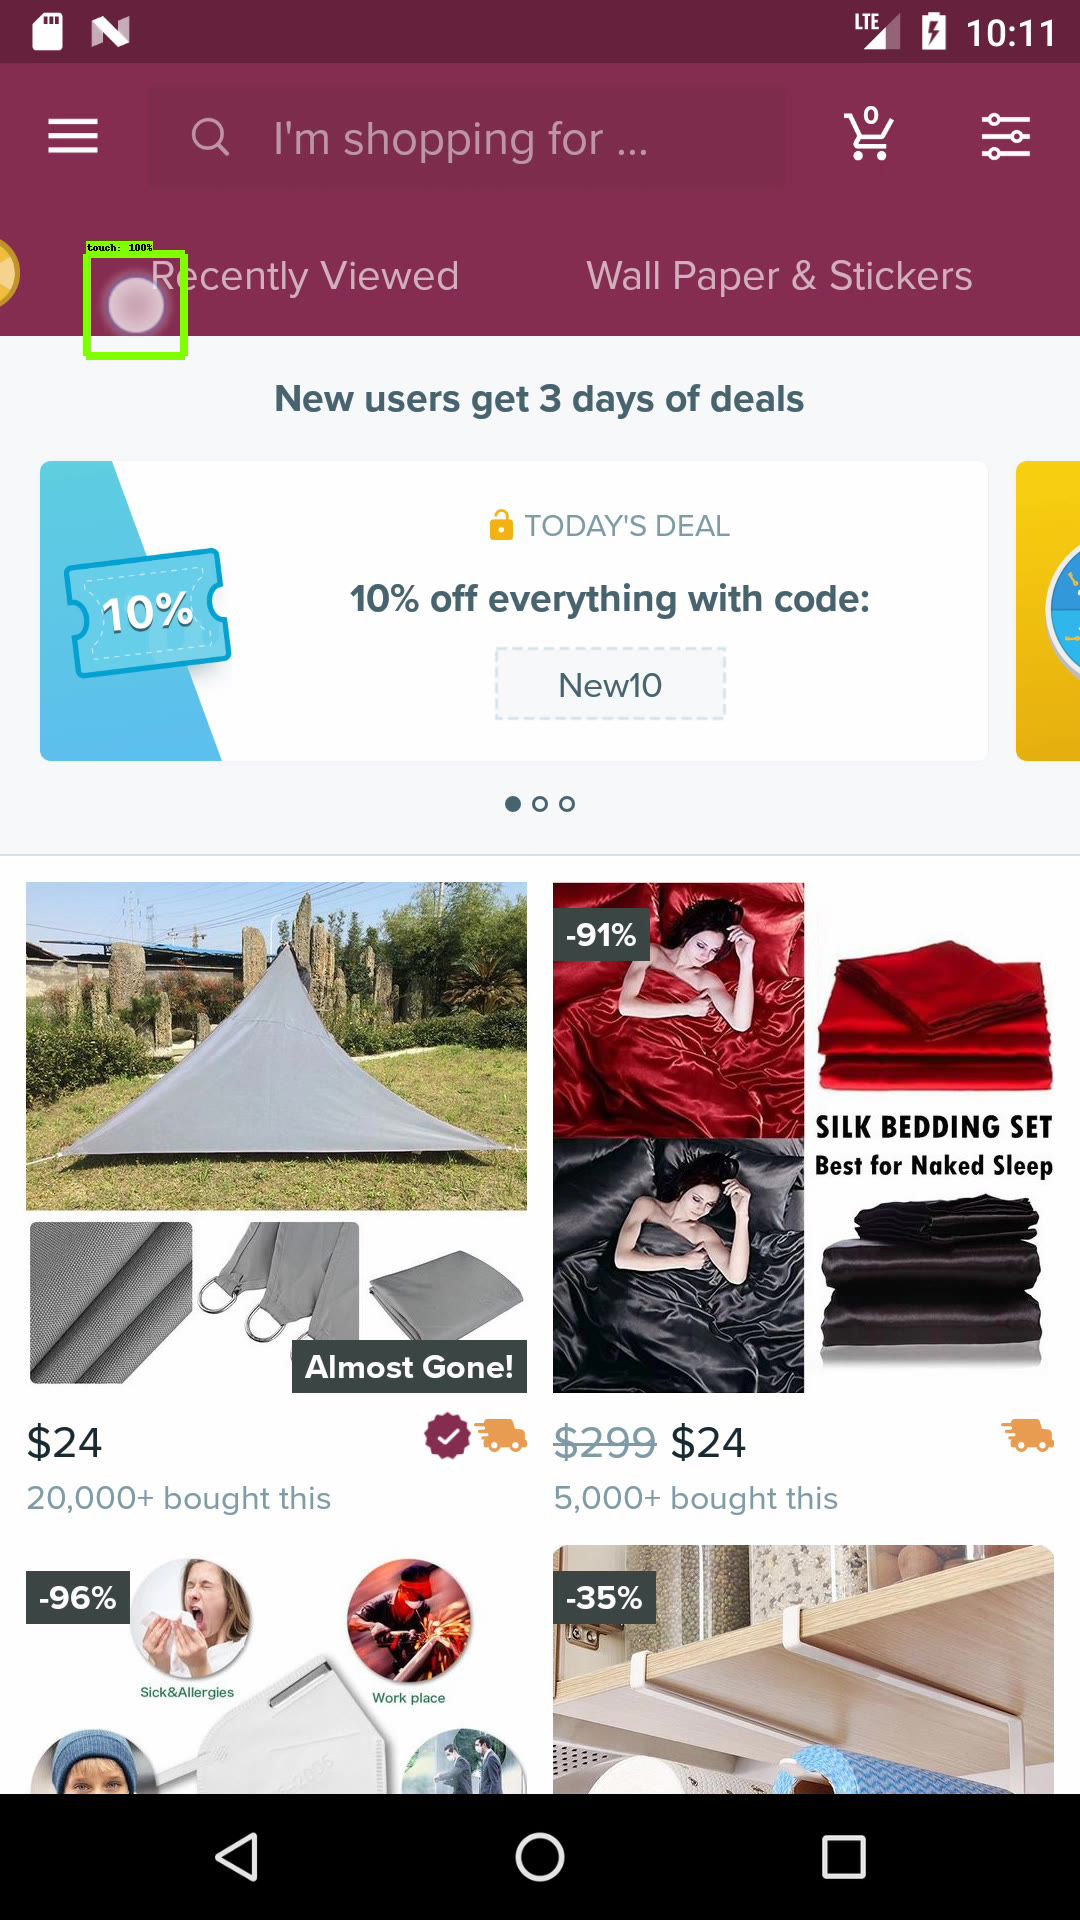 LTE 10:11
I'm shopping for ...
0
touch: 100%
Recently Viewed
Wall Paper & Stickers
New users get 3 days of deals
TODAY'S DEAL
10%
10% off everything with code:
New10
-91%
SILK BEDDING SET
Best for Naked Sleep
Almost Gone!
$24
$299 $24
20,000+ bought this
5,000+ bought this
-96%
-35%
Sick&Allergies
Work place